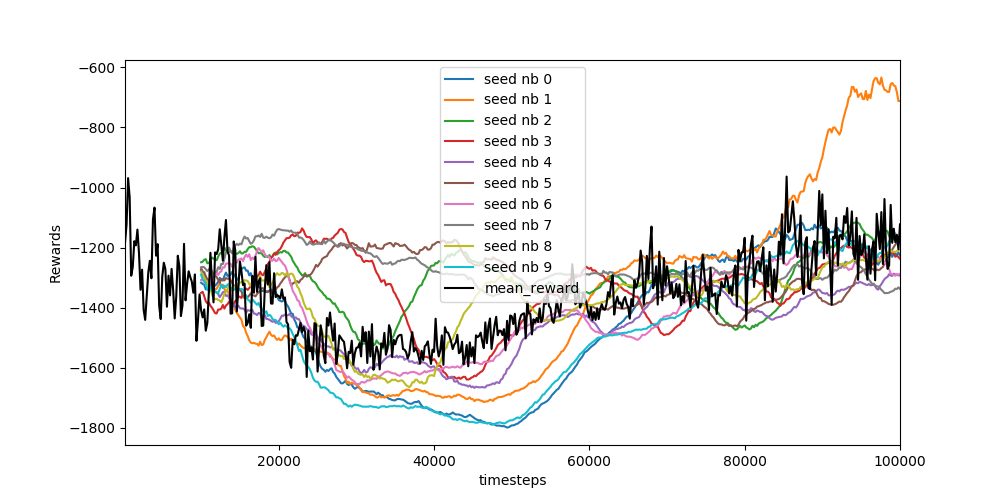 −600
−800
−1000
−1200
−1400
−1600
−1800
Rewards
seed nb 0
seed nb 1
seed nb 2
seed nb 3
seed nb 4
seed nb 5
seed nb 6
seed nb 7
seed nb 8
seed nb 9
mean_reward
20000 40000 60000 80000 100000
timesteps